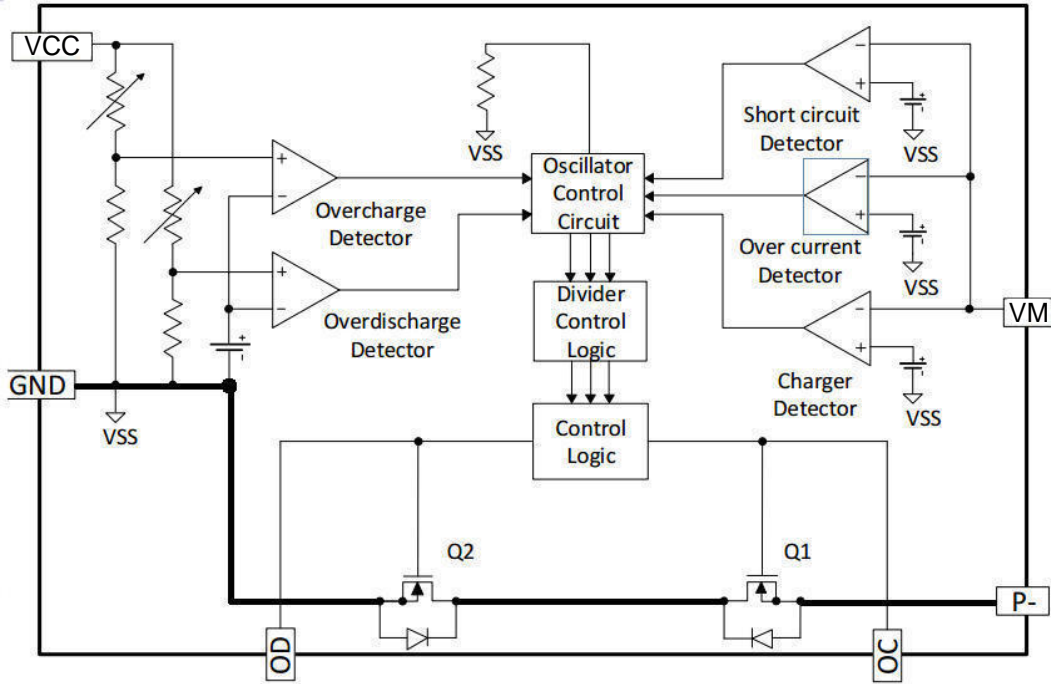 VCC
VSS
Short circuit
Detector
VSS
Oscillator
Control
Circuit
Overcharge
Detector
Over current
Detector
VSS
Overdischarge
Detector
Divider
Control
Logic
VM
GND
VSS
Charger
Detector
VSS
Control
Logic
Q2
Q1
P-
OD
OC
+
-
+
-
-
+
+
-
-
+
+
-
-
+
+
-
+
-